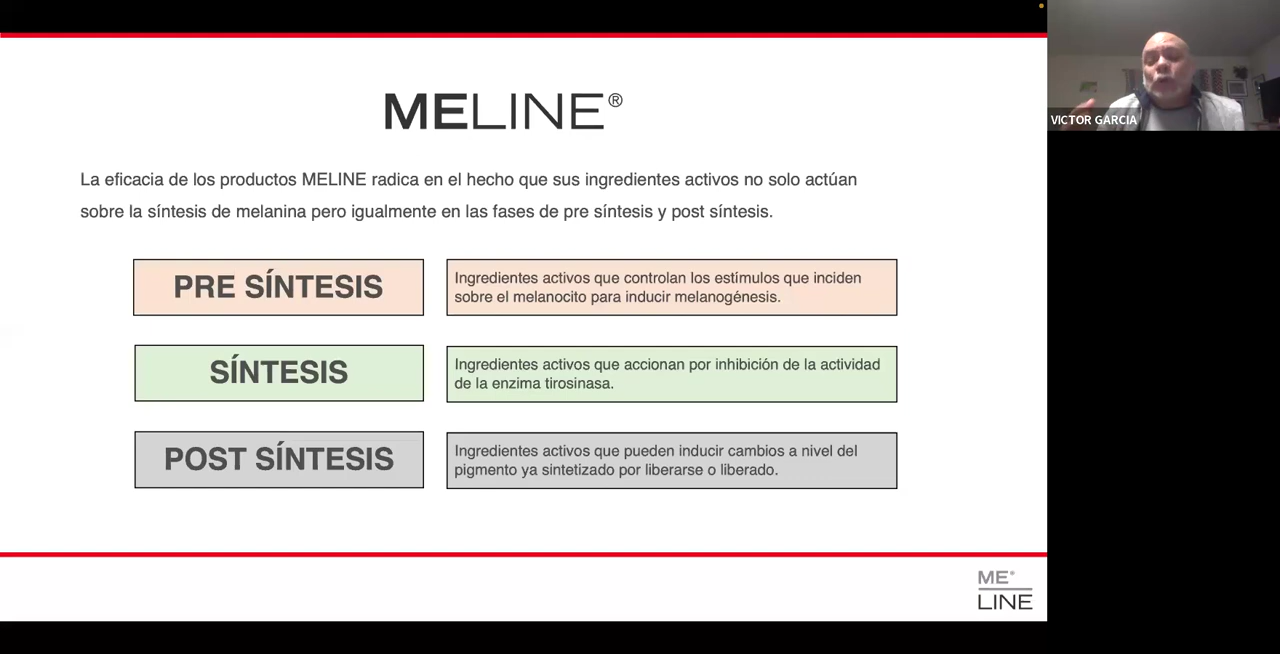 MELINE®
La eficacia de los productos MELINE radica en el hecho que sus ingredientes activos no solo actúan
sobre la síntesis de melanina pero igualmente en las fases de pre síntesis y post síntesis.
PRE SÍNTESIS
Ingredientes activos que controlan los estímulos que inciden
sobre el melanocito para inducir melanogénesis.
SÍNTESIS
Ingredientes activos que accionan por inhibición de la actividad
de la enzima tirosinasa.
POST SÍNTESIS
Ingredientes activos que pueden inducir cambios a nivel del
pigmento ya sintetizado por liberarse o liberado.
ME®
LINE
VICTOR GARCIA